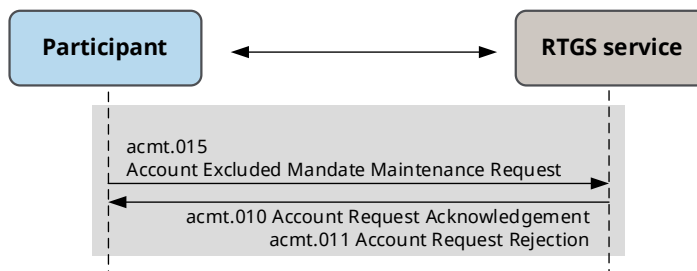 Participant
RTGS service
acmt.015
Account Excluded Mandate Maintenance Request
acmt.010 Account Request Acknowledgement
acmt.011 Account Request Rejection